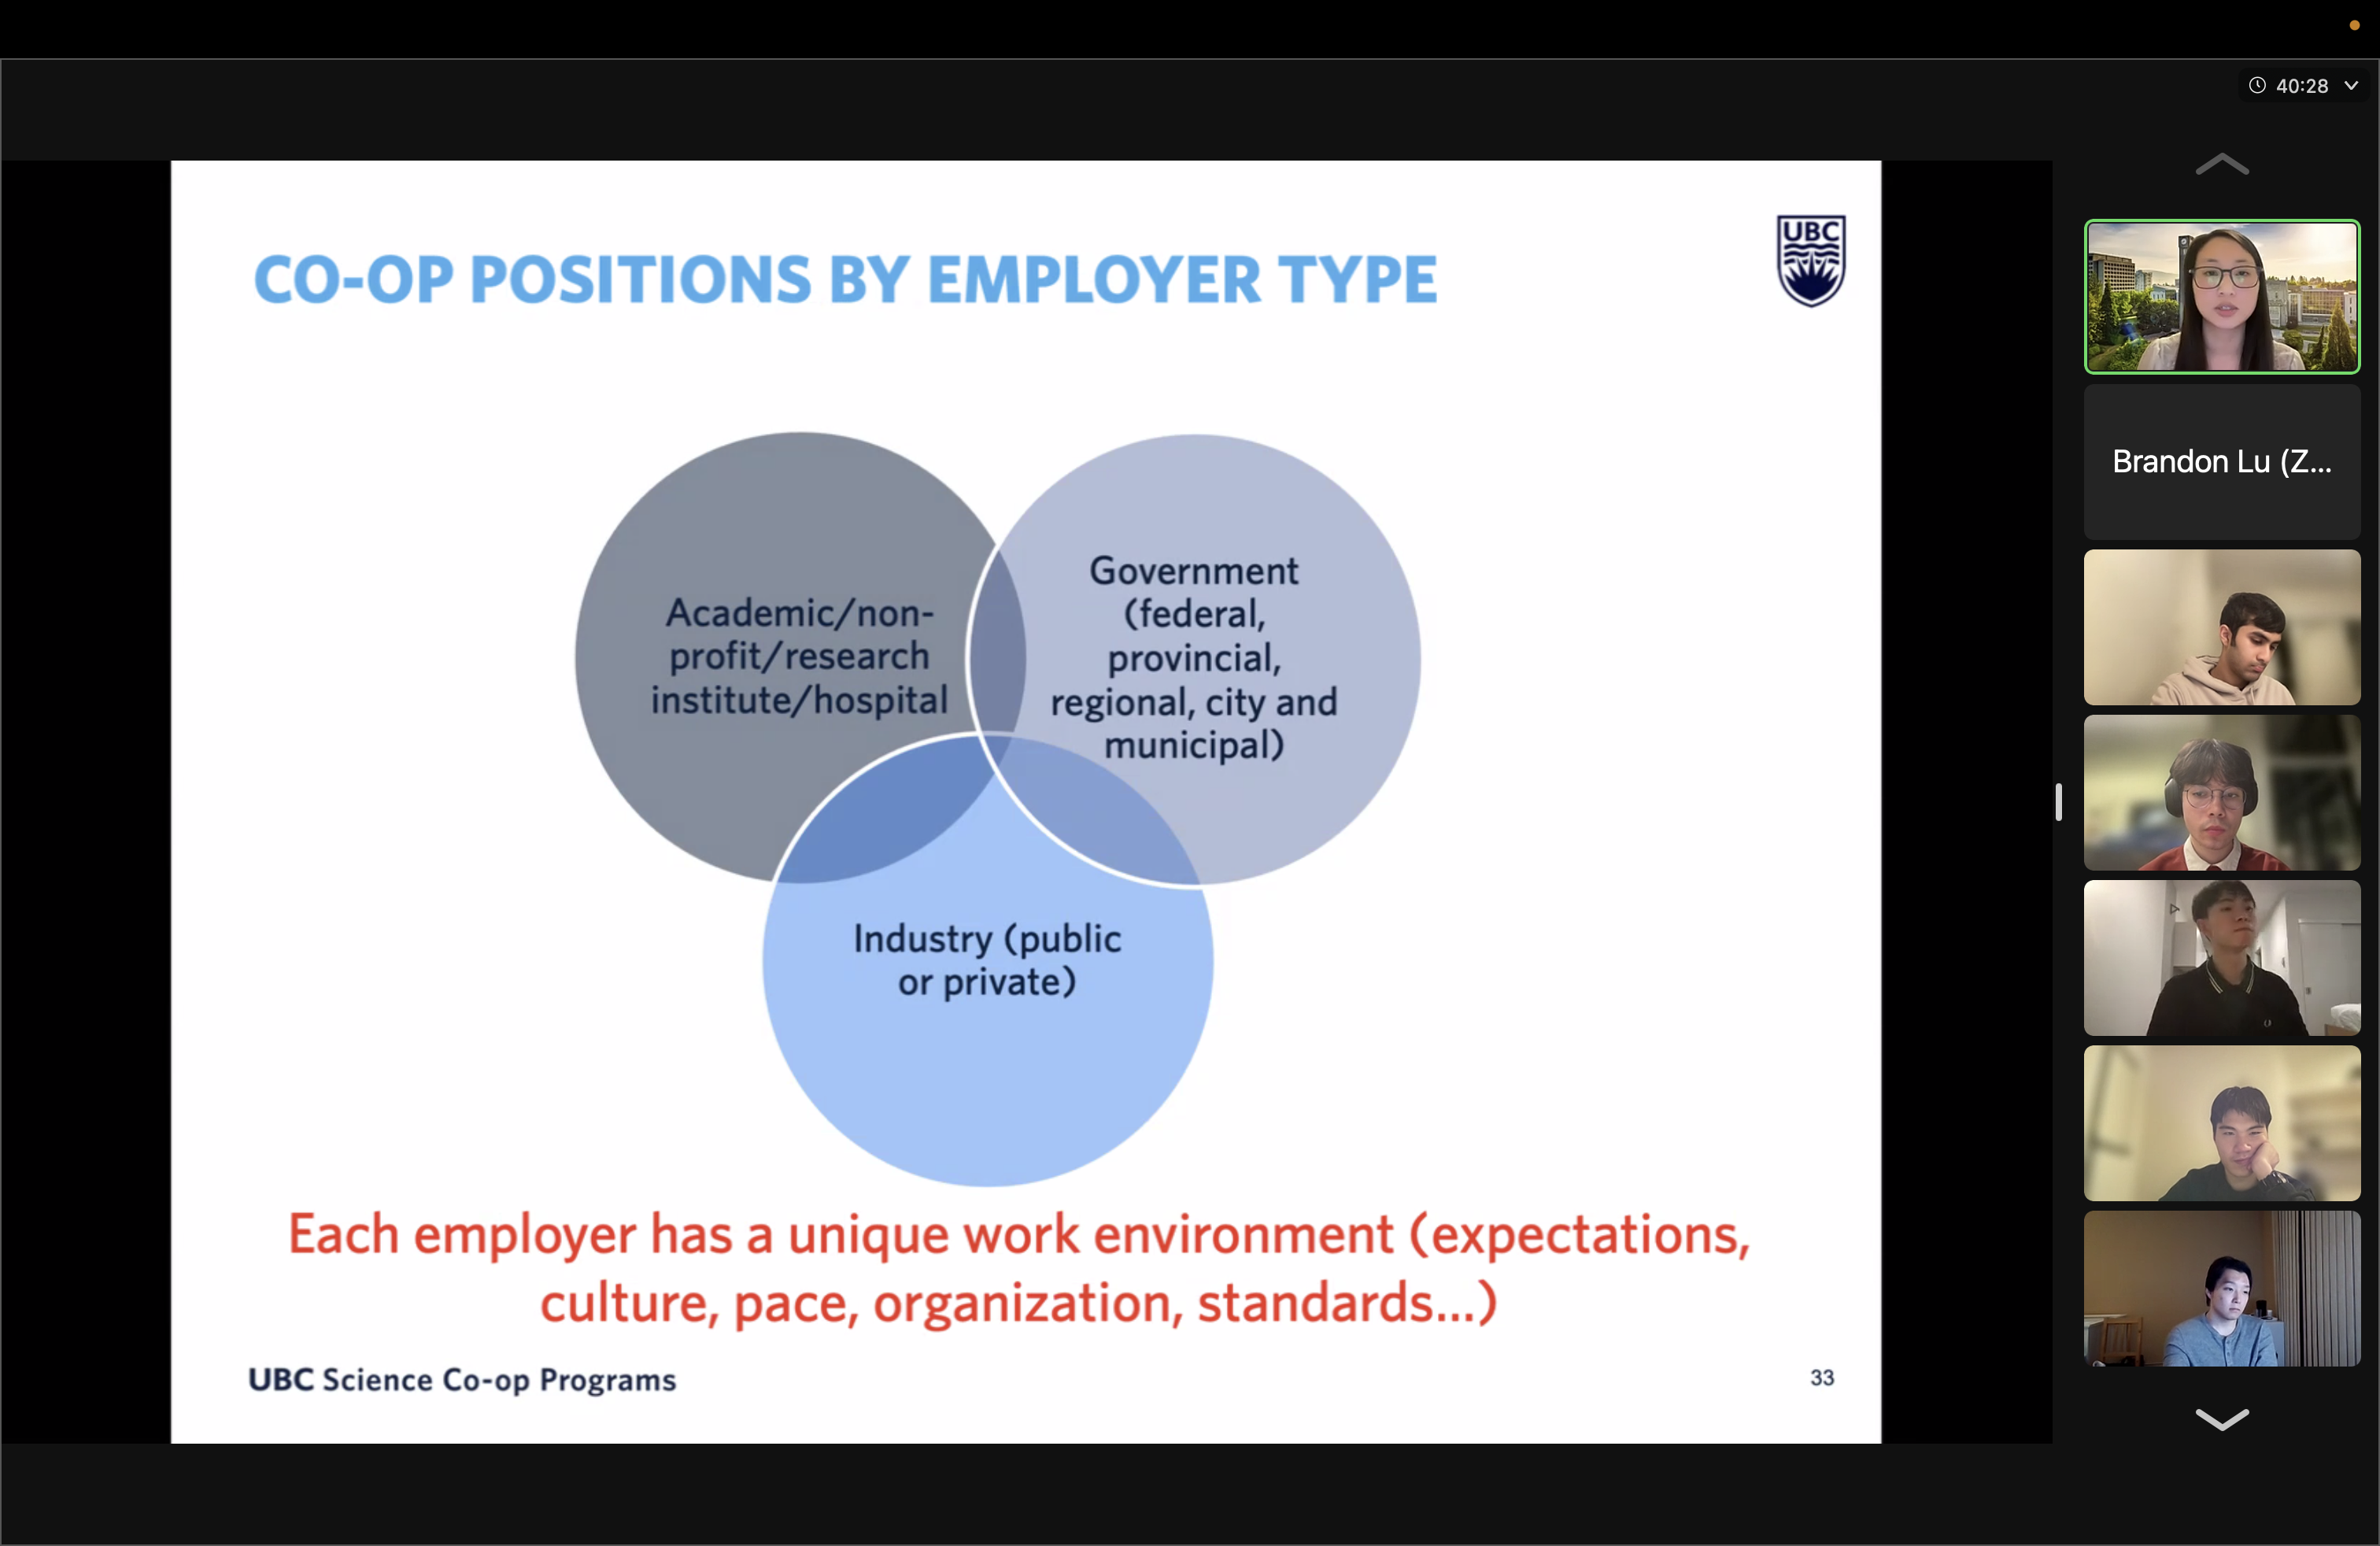 40:28
CO-OP POSITIONS BY EMPLOYER TYPE
UBC
Academic/non-
profit/research
institute/hospital
Government
(federal,
provincial,
regional, city and
municipal)
Industry (public
or private)
Each employer has a unique work environment (expectations,
culture, pace, organization, standards...)
UBC Science Co-op Programs
33
Brandon Lu (Z...